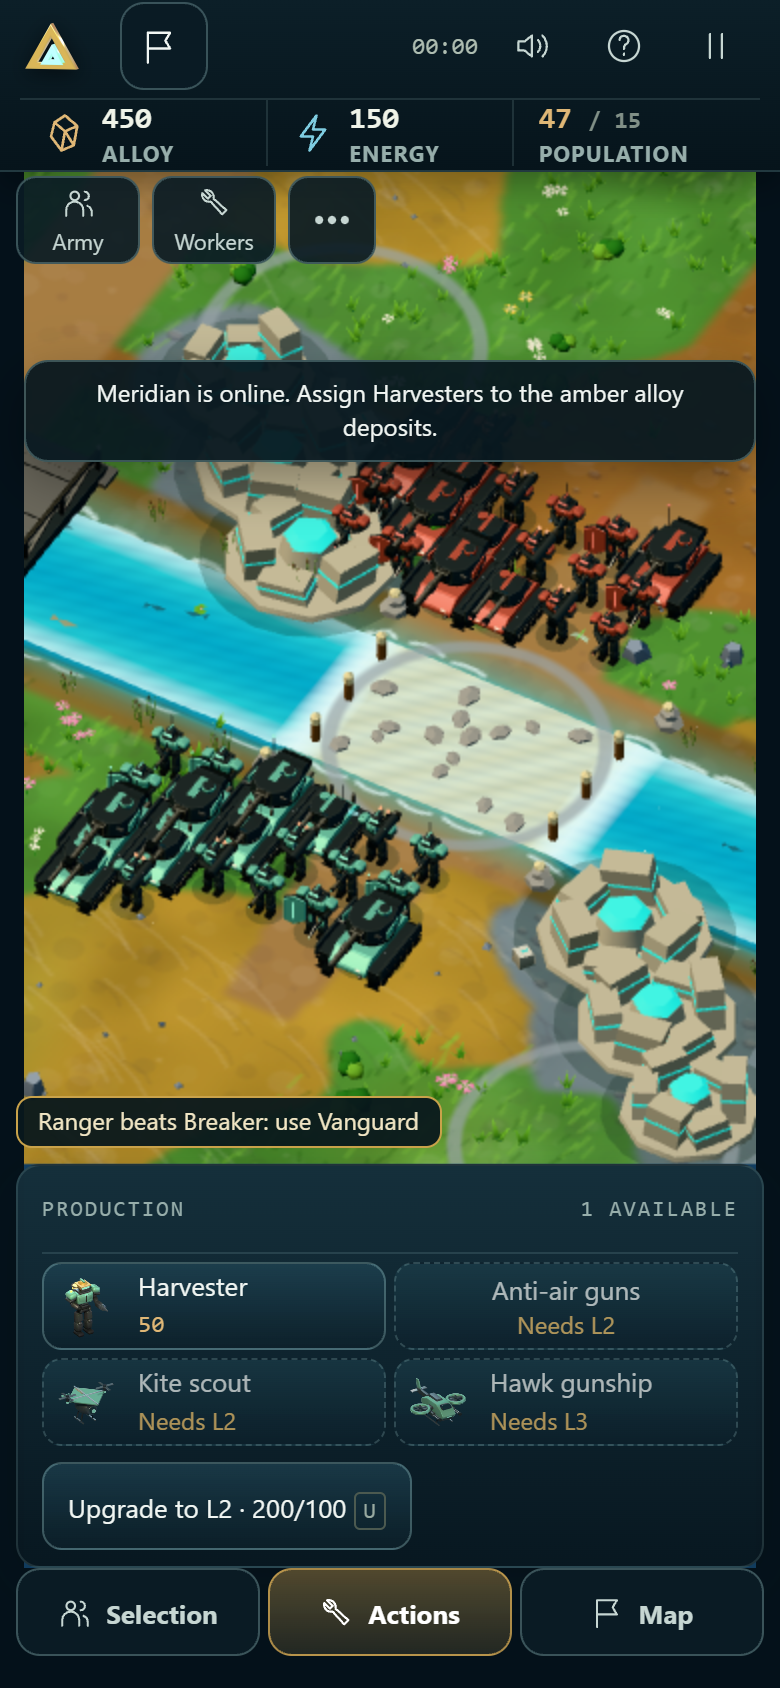 00:00
450
ALLOY
150
ENERGY
47 / 15
POPULATION
Army
Workers
Meridian is online. Assign Harvesters to the amber alloy
deposits.
Ranger beats Breaker: use Vanguard
PRODUCTION
1 AVAILABLE
Harvester
50
Anti-air guns
Needs L2
Kite scout
Needs L2
Hawk gunship
Needs L3
Upgrade to L2 · 200/100 U
Selection
Actions
Map